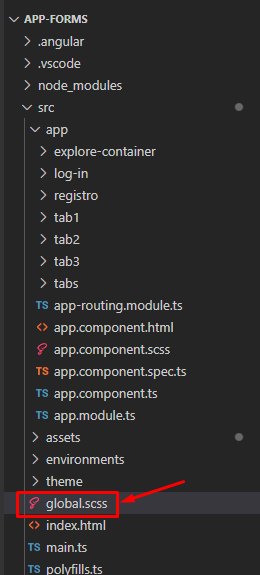 APP-FORMS
.angular
.vscode
node_modules
src
app
explore-container
log-in
registro
tab1
tab2
tab3
tabs
TS app-routing.module.ts
<> app.component.html
app.component.scss
TS app.component.spec.ts
TS app.component.ts
TS app.module.ts
assets
environments
theme
global.scss
<> index.html
TS main.ts
TS polyfills.ts